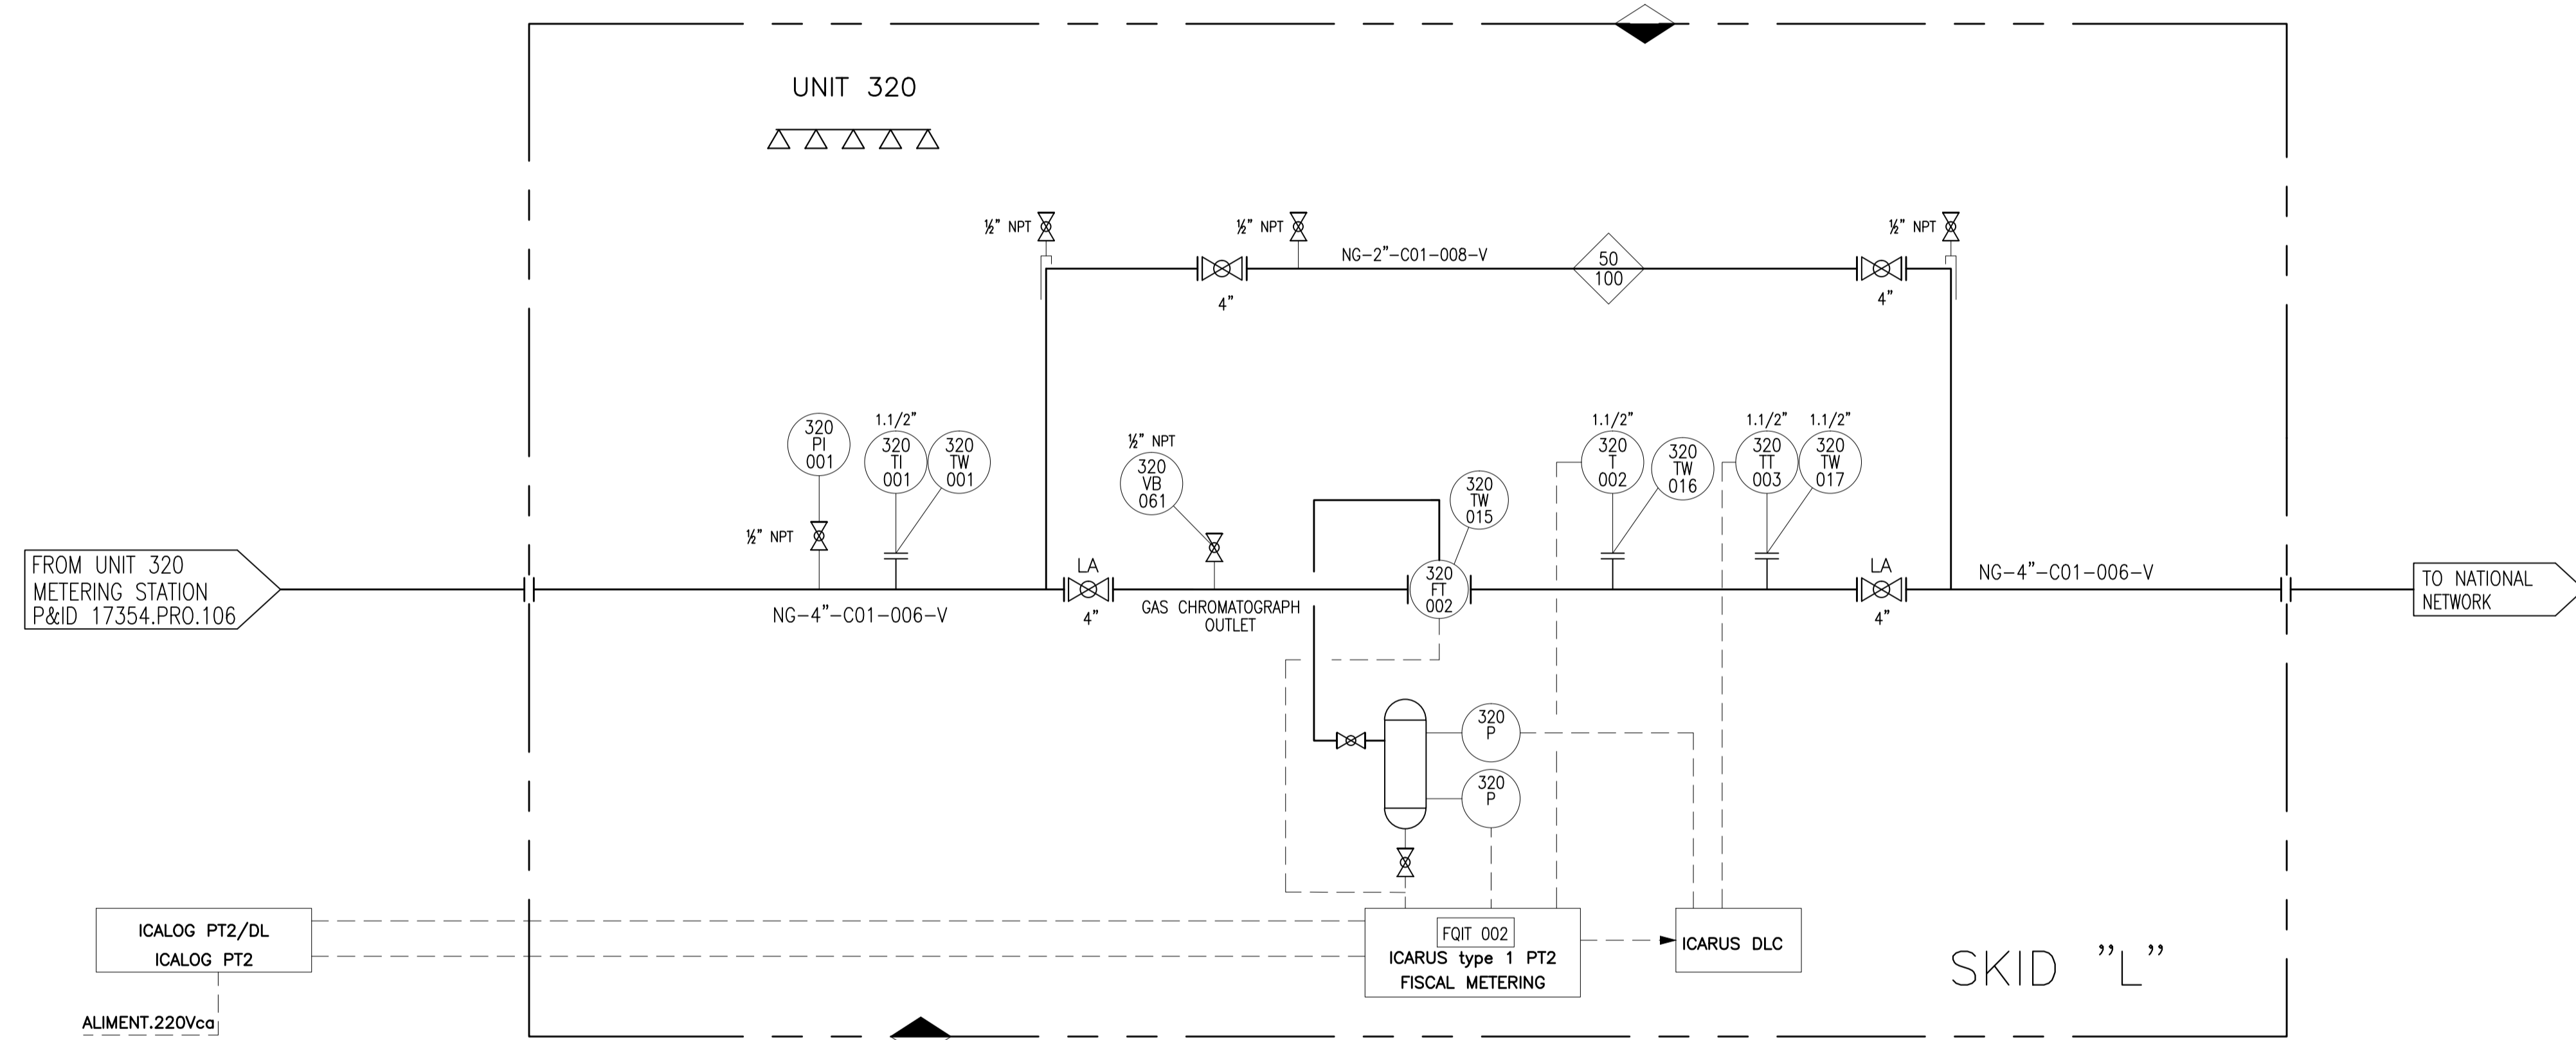 UNIT 320
½" NPT
½" NPT
½" NPT
NG-2"-C01-008-V
50
100
4"
4"
320
PI
001
1.1/2"
320
TI
001
320
TW
001
½" NPT
½" NPT
320
VB
061
320
TW
015
1.1/2"
320
T
002
320
TW
016
1.1/2"
320
TT
003
1.1/2"
320
TW
017
FROM UNIT 320
METERING STATION
P&ID 17354.PRO.106
NG-4"-C01-006-V
LA
4"
GAS CHROMATOGRAPH
OUTLET
320
FT
002
LA
4"
NG-4"-C01-006-V
TO NATIONAL
NETWORK
320
P
320
P
ICALOG PT2/DL
ICALOG PT2
ALIMENT.220Vca
FQIT 002
ICARUS type 1 PT2
FISCAL METERING
ICARUS DLC
SKID "L"